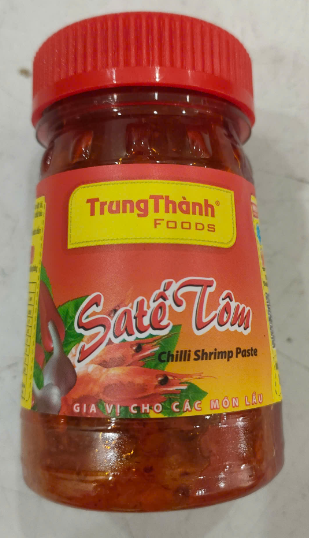 TrungThành®
FOODS
Saté Tôm
Chilli Shrimp Paste
GIA VỊ CHO CÁC MÓN LẨU